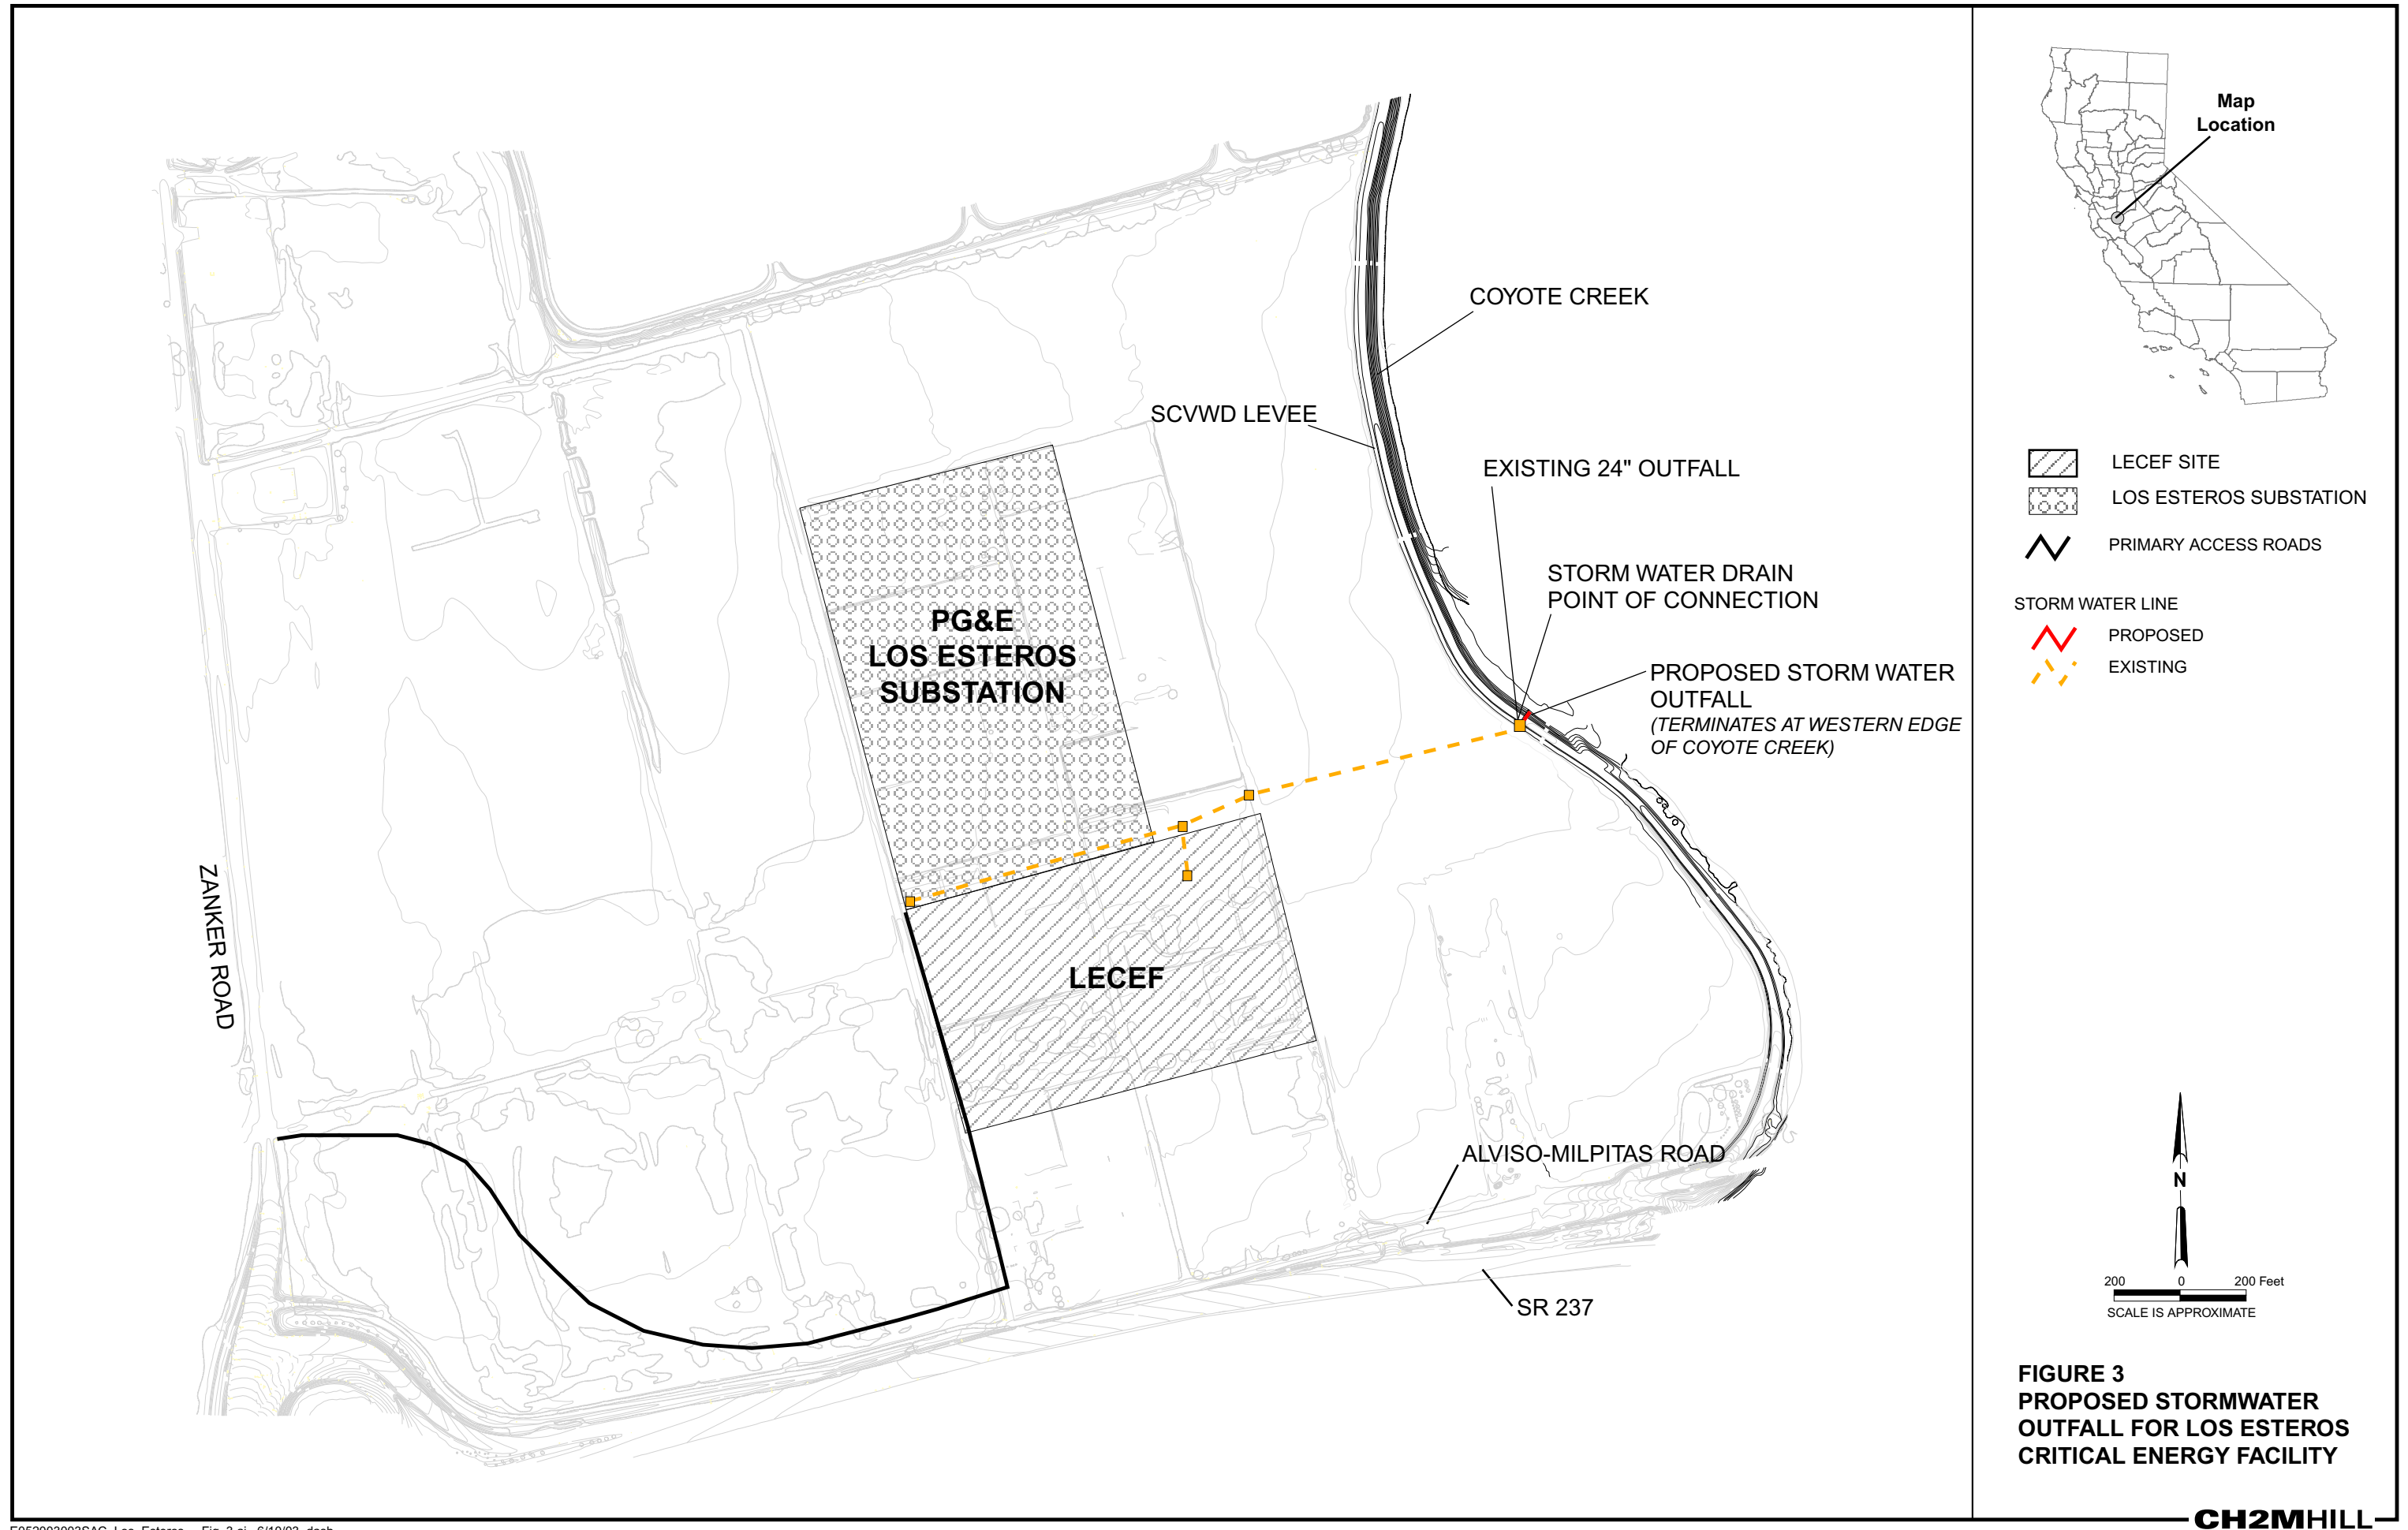 COYOTE CREEK
SCVWD LEVEE
EXISTING 24" OUTFALL
STORM WATER DRAIN
POINT OF CONNECTION
PROPOSED STORM WATER
OUTFALL
(TERMINATES AT WESTERN EDGE
OF COYOTE CREEK)
PG&E
LOS ESTEROS
SUBSTATION
LECEF
ZANKER ROAD
ALVISO-MILPITAS ROAD
SR 237
Map
Location
LECEF SITE
LOS ESTEROS SUBSTATION
PRIMARY ACCESS ROADS
STORM WATER LINE
PROPOSED
EXISTING
N
200 0 200 Feet
SCALE IS APPROXIMATE
FIGURE 3
PROPOSED STORMWATER
OUTFALL FOR LOS ESTEROS
CRITICAL ENERGY FACILITY
CH2MHILL